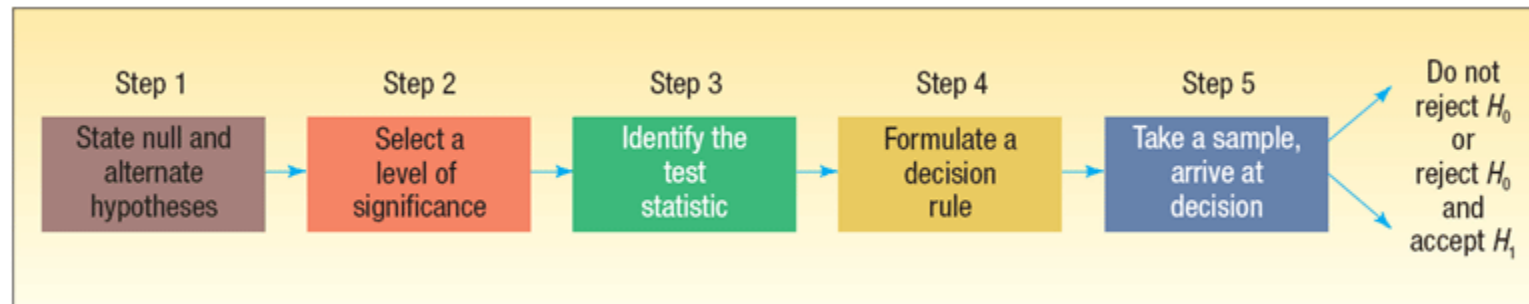 Step 1
State null and
alternate
hypotheses
Step 2
Select a
level of
significance
Step 3
Identify the
test
statistic
Step 4
Formulate a
decision
rule
Step 5
Take a sample,
arrive at
decision
Do not
reject H₀
or
reject H₀
and
accept H₁